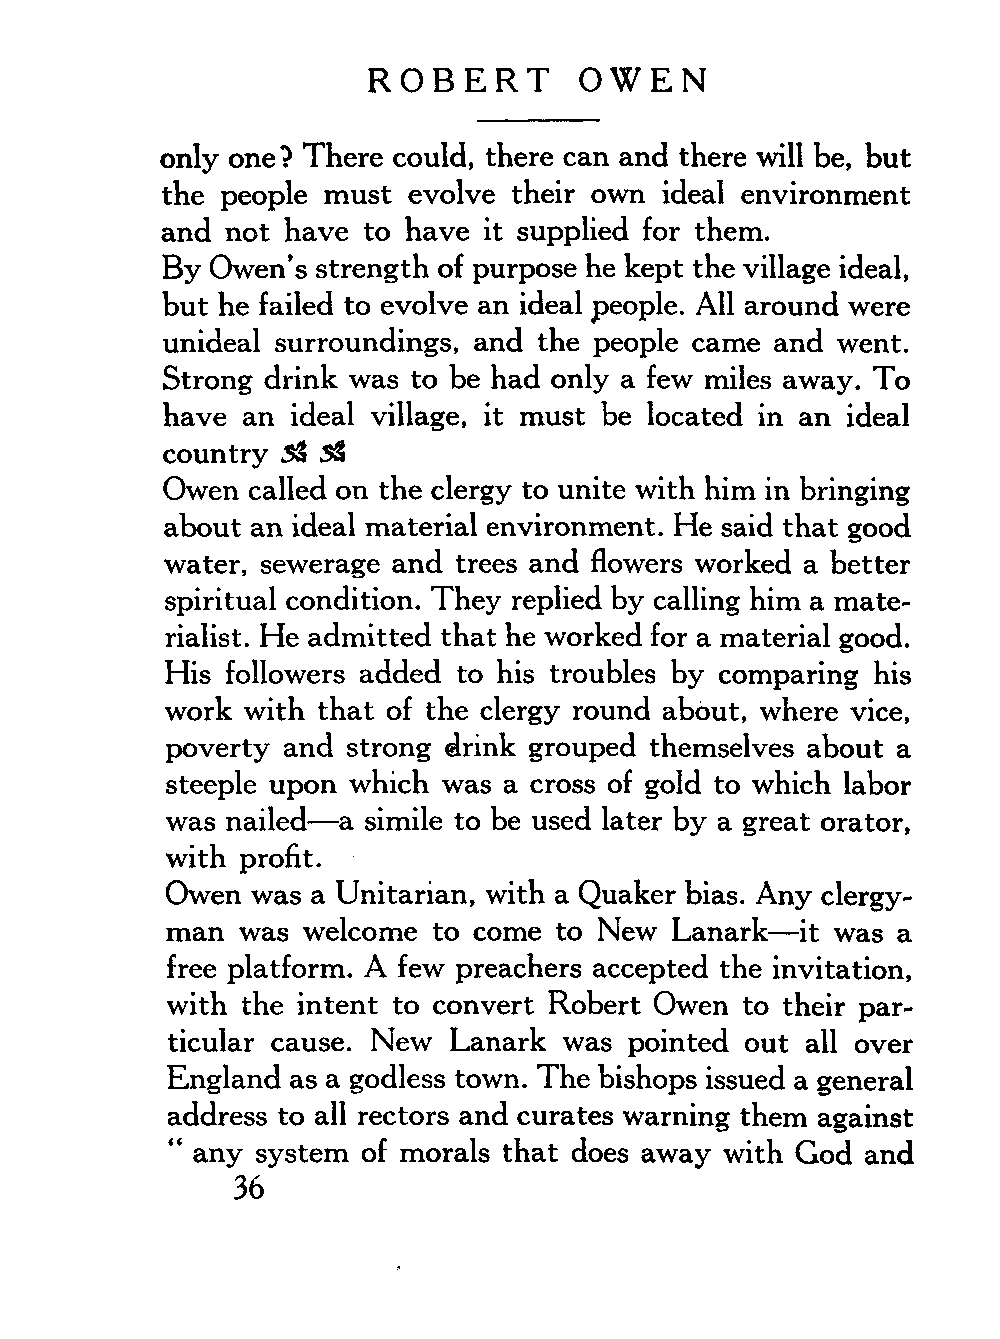 ROBERT OWEN
only one? There could, there can and there will be, but
the people must evolve their own ideal environment
and not have to have it supplied for them.
By Owen's strength of purpose he kept the village ideal,
but he failed to evolve an ideal people. All around were
unideal surroundings, and the people came and went.
Strong drink was to be had only a few miles away. To
have an ideal village, it must be located in an ideal
country
Owen called on the clergy to unite with him in bringing
about an ideal material environment. He said that good
water, sewerage and trees and flowers worked a better
spiritual condition. They replied by calling him a mate-
rialist. He admitted that he worked for a material good.
His followers added to his troubles by comparing his
work with that of the clergy round about, where vice,
poverty and strong drink grouped themselves about a
steeple upon which was a cross of gold to which labor
was nailed—a simile to be used later by a great orator,
with profit.
Owen was a Unitarian, with a Quaker bias. Any clergy-
man was welcome to come to New Lanark—it was a
free platform. A few preachers accepted the invitation,
with the intent to convert Robert Owen to their par-
ticular cause. New Lanark was pointed out all over
England as a godless town. The bishops issued a general
address to all rectors and curates warning them against
" any system of morals that does away with God and
36